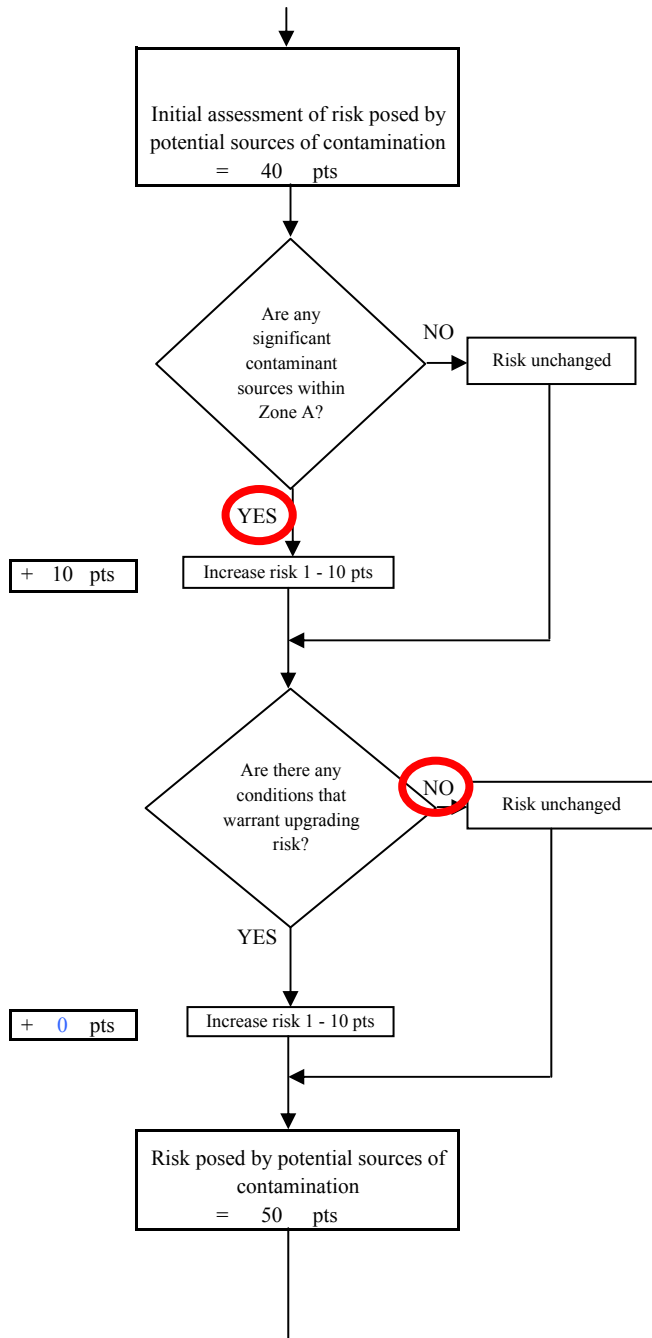 Initial assessment of risk posed by
potential sources of contamination
= 40 pts
Are any
significant
contaminant
sources within
Zone A?
NO
Risk unchanged
YES
+ 10 pts
Increase risk 1 - 10 pts
Are there any
conditions that
warrant upgrading
risk?
NO
Risk unchanged
YES
+ 0 pts
Increase risk 1 - 10 pts
Risk posed by potential sources of
contamination
= 50 pts